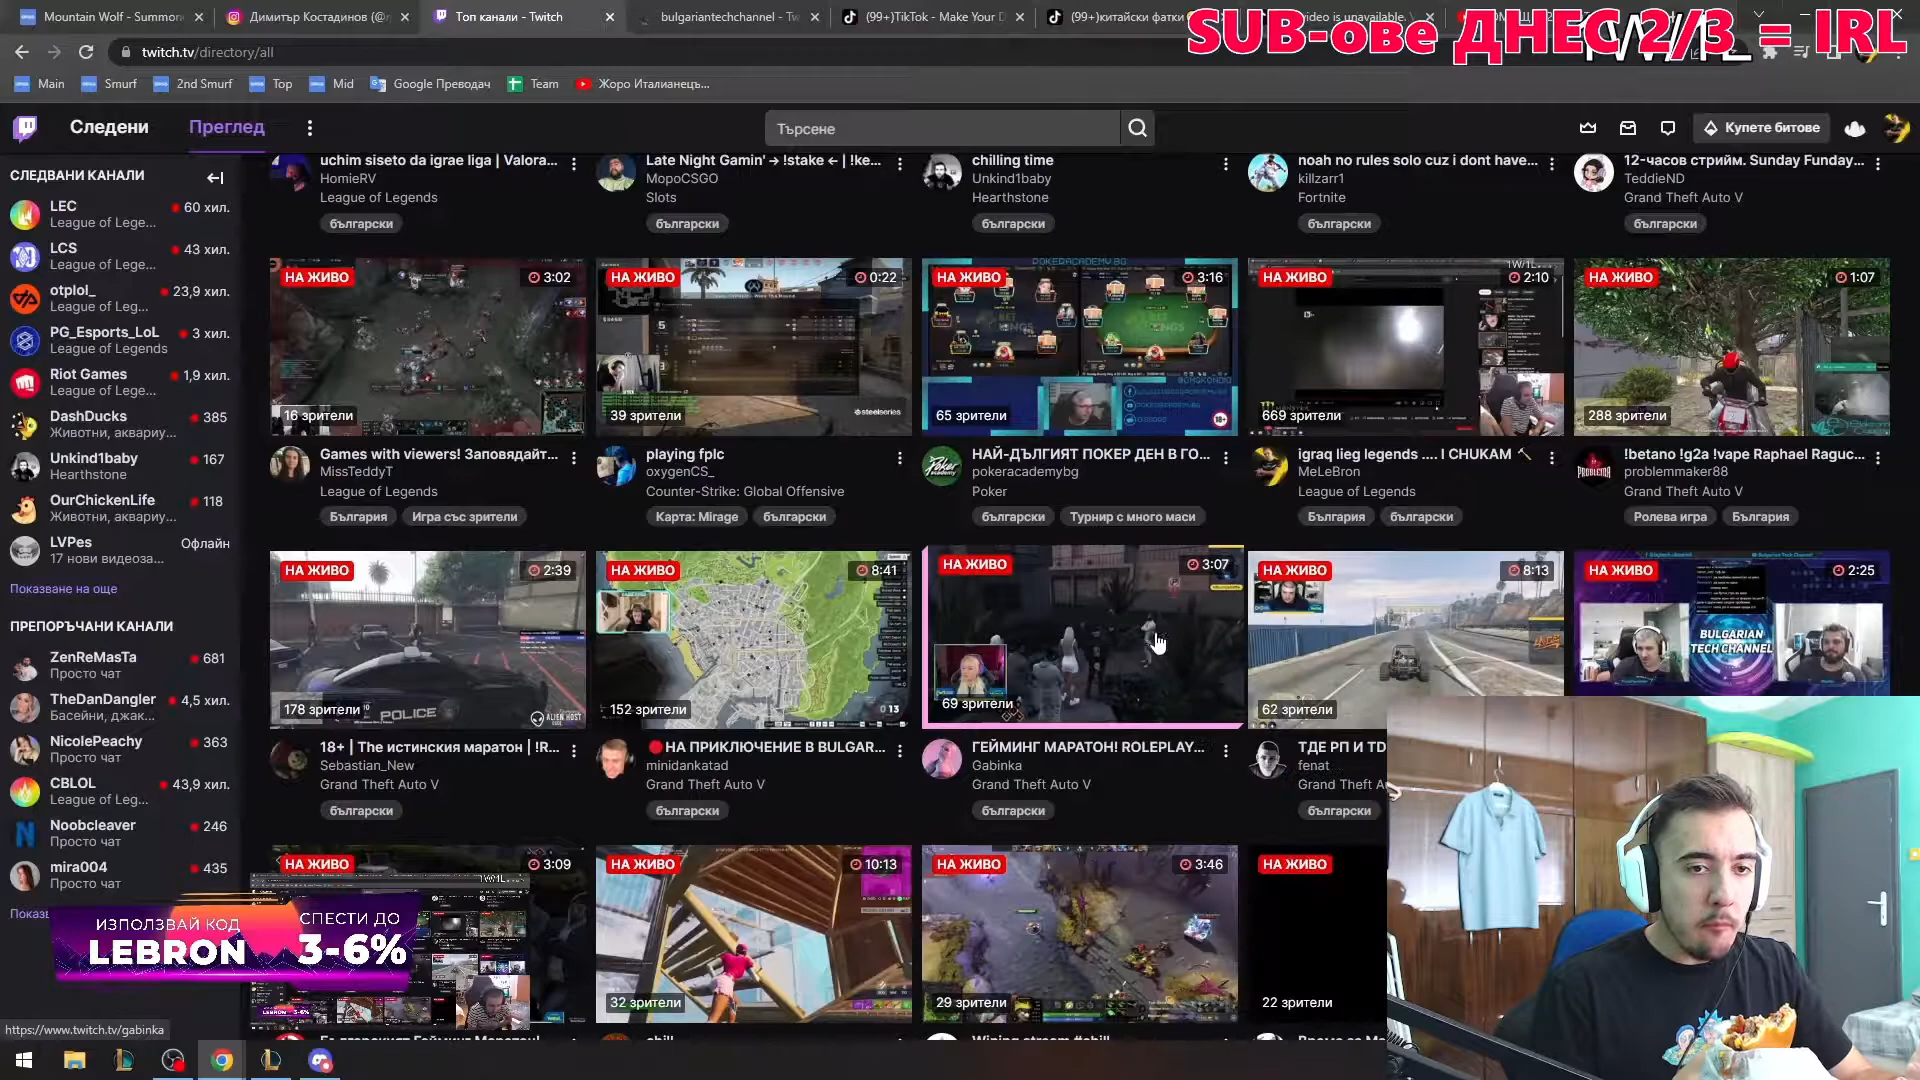 Mountain Wolf - Summon
Димитър Костадинов (@r
Топ канали - Twitch
bulgariantechchannel - Tw
(99+)TikTok - Make Your D
(99+)китайски фатки
video is unavailable.
SUB-ове ДНЕС 2/3 = IRL
twitch.tv/directory/all
Main
Smurf
2nd Smurf
Top
Mid
Google Преводач
Team
Жоро Италианецъ...
Следени
Преглед
Търсене
Купете битове
СЛЕДВАНИ КАНАЛИ
LEC
60 хил.
League of Lege...
LCS
43 хил.
League of Lege...
otplol_
23,9 хил.
League of Leg...
PG_Esports_LoL
3 хил.
League of Legends
Riot Games
1,9 хил.
League of Lege...
DashDucks
385
Животни, аквариу...
Unkind1baby
167
Hearthstone
OurChickenLife
118
Животни, аквариу...
LVPes
Офлайн
17 нови видеоза...
Показване на още
ПРЕПОРЪЧАНИ КАНАЛИ
ZenReMasTa
681
Просто чат
TheDanDangler
4,5 хил.
Басейни, джак...
NicolePeachy
363
Просто чат
CBLOL
43,9 хил.
League of Leg...
Noobcleaver
246
Просто чат
mira004
435
Просто чат
uchim siseto da igrae liga | Valora...
HomieRV
League of Legends
български
Late Night Gamin' → !stake ← | !ke...
MopoCSGO
Slots
български
chilling time
Unkind1baby
Hearthstone
български
noah no rules solo cuz i dont have...
killzarr1
Fortnite
български
12-часов стрийм. Sunday Funday...
TeddieND
Grand Theft Auto V
български
НА ЖИВО
3:02
16 зрители
Games with viewers! Заповядайт...
MissTeddyT
League of Legends
България
Игра със зрители
НА ЖИВО
0:22
steelseries
39 зрители
playing fplc
oxygenCS_
Counter-Strike: Global Offensive
Карта: Mirage
български
POKERACADEMY.BG
НА ЖИВО
3:16
65 зрители
18+
НАЙ-ДЪЛГИЯТ ПОКЕР ДЕН В ГО...
pokeracademybg
Poker
български
Турнир с много маси
1W/1L
НА ЖИВО
2:10
669 зрители
igraq lieg legends .... I CHUKAM
MeLeBron
League of Legends
България
български
НА ЖИВО
1:07
288 зрители
!betano !g2a !vape Raphael Raguc...
problemmaker88
Grand Theft Auto V
Ролева игра
България
НА ЖИВО
2:39
POLICE
ALIEN HOST
178 зрители
18+ | The истинския маратон | !R...
Sebastian_New
Grand Theft Auto V
български
НА ЖИВО
8:41
152 зрители
13
НА ПРИКЛЮЧЕНИЕ В BULGAR...
minidankatad
Grand Theft Auto V
български
НА ЖИВО
3:07
69 зрители
ГЕЙМИНГ МАРАТОН! ROLEPLAY...
Gabinka
Grand Theft Auto V
български
НА ЖИВО
8:13
62 зрители
ТДЕ РП И TD
fenat
Grand Theft A
български
НА ЖИВО
2:25
BULGARIAN
TECH CHANNEL
НА ЖИВО
3:09
НА ЖИВО
10:13
32 зрители
chill
НА ЖИВО
3:46
29 зрители
НА ЖИВО
22 зрители
ИЗПОЛЗВАЙ КОД
LEBRON
СПЕСТИ ДО
3-6%
https://www.twitch.tv/gabinka